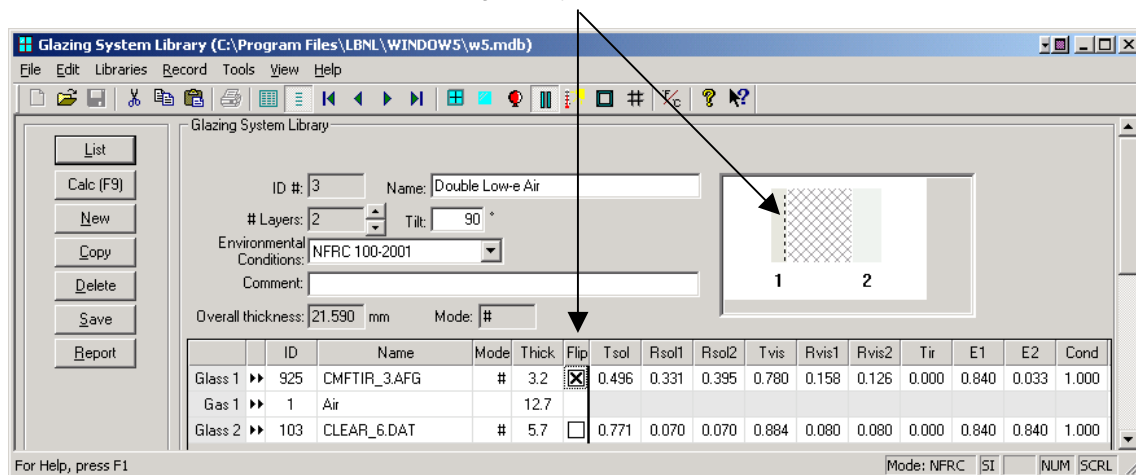 Glazing System Library (C:\Program Files\LBNL\WINDOW5\w5.mdb)
File Edit Libraries Record Tools View Help
Glazing System Library
List
Calc (F9)
New
Copy
Delete
Save
Report
ID #: 3 Name: Double Low-e Air
# Layers: 2 Tilt: 90 °
Environmental
Conditions: NFRC 100-2001
Comment:
Overall thickness: 21.590 mm Mode: #
1 2
ID Name Mode Thick Flip Tsol Rsol1 Rsol2 Tvis Rvis1 Rvis2 Tir E1 E2 Cond
Glass 1 925 CMFTIR_3.AFG # 3.2 0.496 0.331 0.395 0.780 0.158 0.126 0.000 0.840 0.033 1.000
Gas 1 1 Air 12.7
Glass 2 103 CLEAR_6.DAT # 5.7 0.771 0.070 0.070 0.884 0.080 0.080 0.000 0.840 0.840 1.000
For Help, press F1 Mode: NFRC SI NUM SCRL